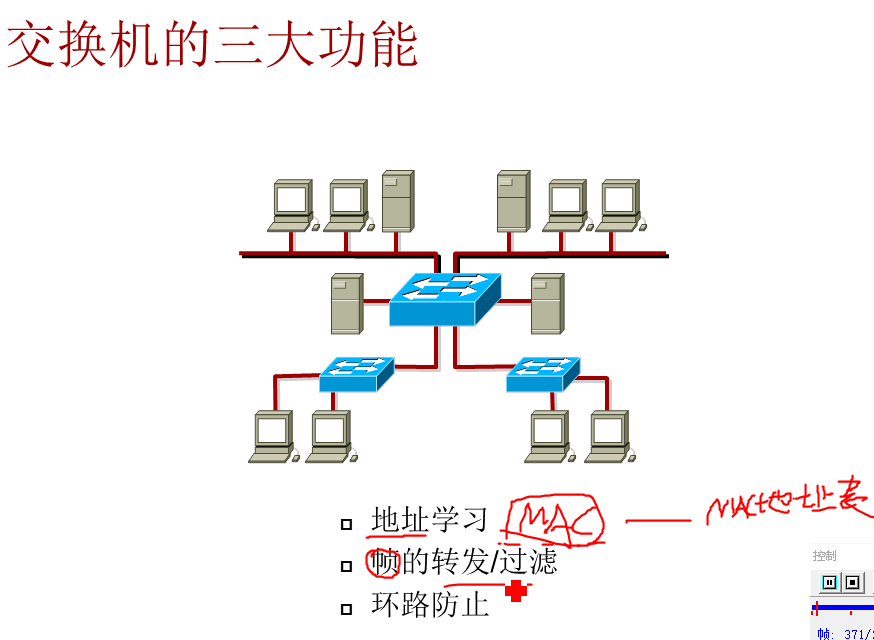 交换机的三大功能
地址学习 MAC —— MAC地址表
帧的转发/过滤
环路防止
控制
帧: 371/